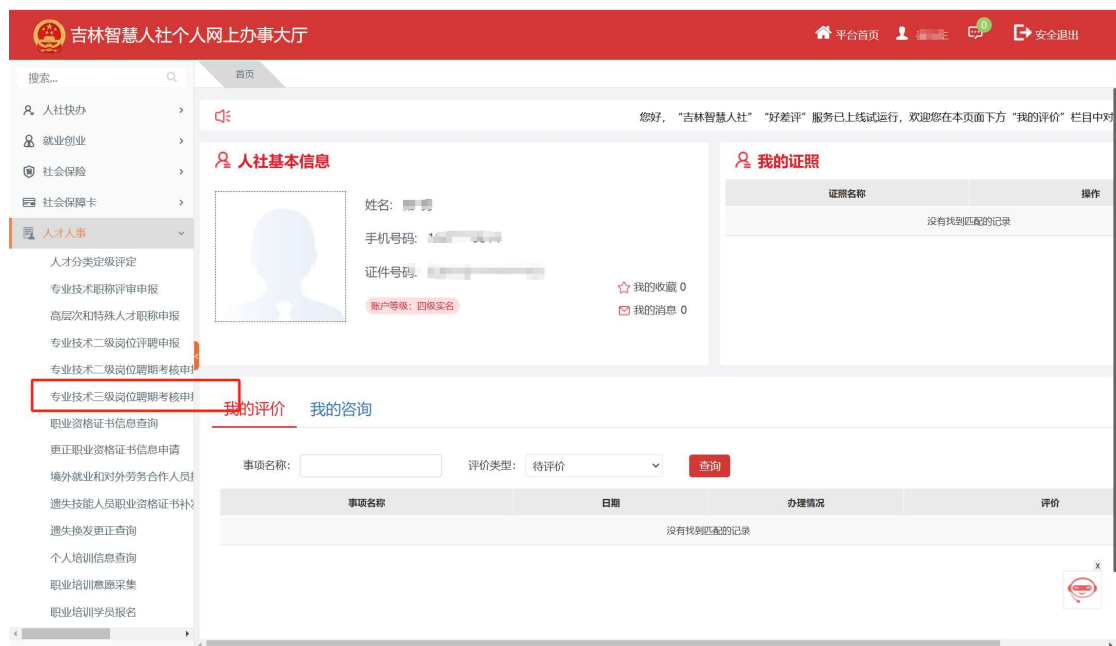 吉林智慧人社个人网上办事大厅
平台首页
0
安全退出
搜索...
首页
人社快办
您好，“吉林智慧人社”“好差评”服务已上线试运行，欢迎您在本页面下方“我的评价”栏目中对
就业创业
社会保险
社会保障卡
人才人事
人才分类定级评定
专业技术职称评审申报
高层次和特殊人才职称申报
专业技术二级岗位评聘申报
专业技术二级岗位聘期考核申
专业技术三级岗位聘期考核申
职业资格证书信息查询
更正职业资格证书信息申请
境外就业和对外劳务合作人员
遗失技能人员职业资格证书补
遗失换发更正查询
个人培训信息查询
职业培训意愿采集
职业培训学员报名
人社基本信息
姓名:
手机号码:
证件号码:
账户等级：四级实名
我的收藏 0
我的消息 0
我的证照
证照名称 操作
没有找到匹配的记录
我的评价 我的咨询
事项名称: 评价类型: 待评价 查询
事项名称 日期 办理情况 评价
没有找到匹配的记录
x